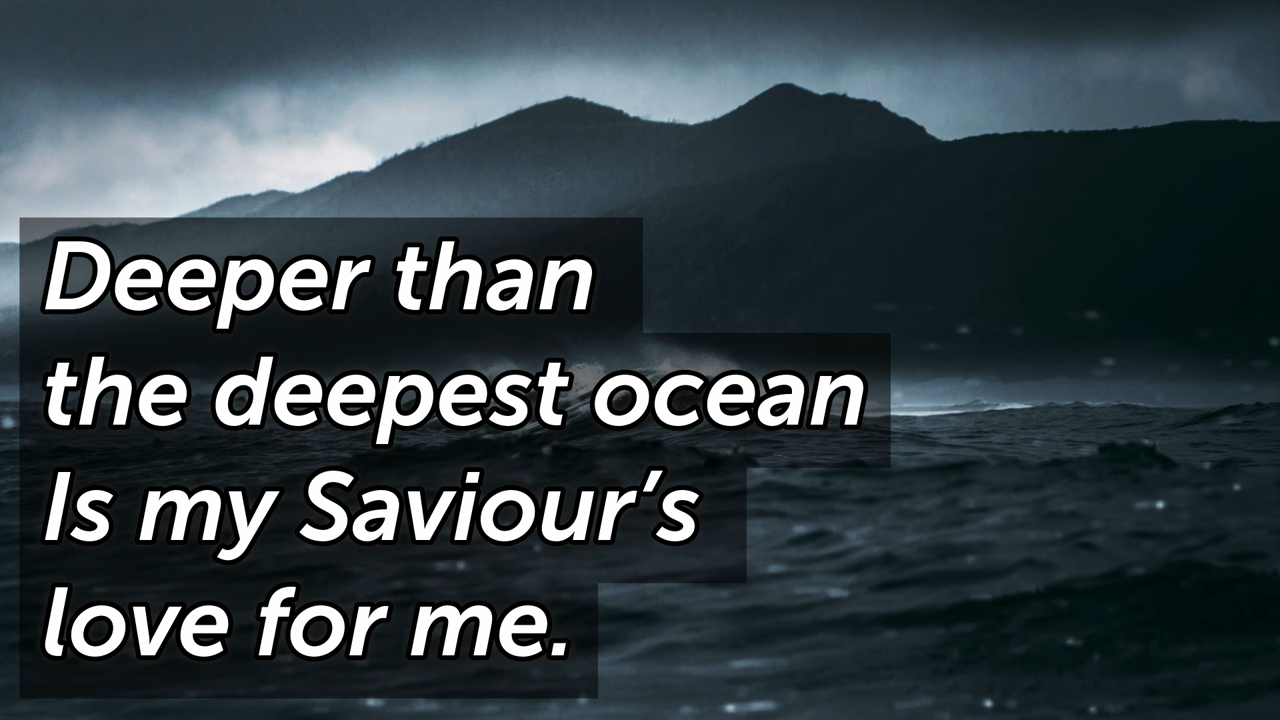 Deeper than
the deepest ocean
Is my Saviour’s
love for me.